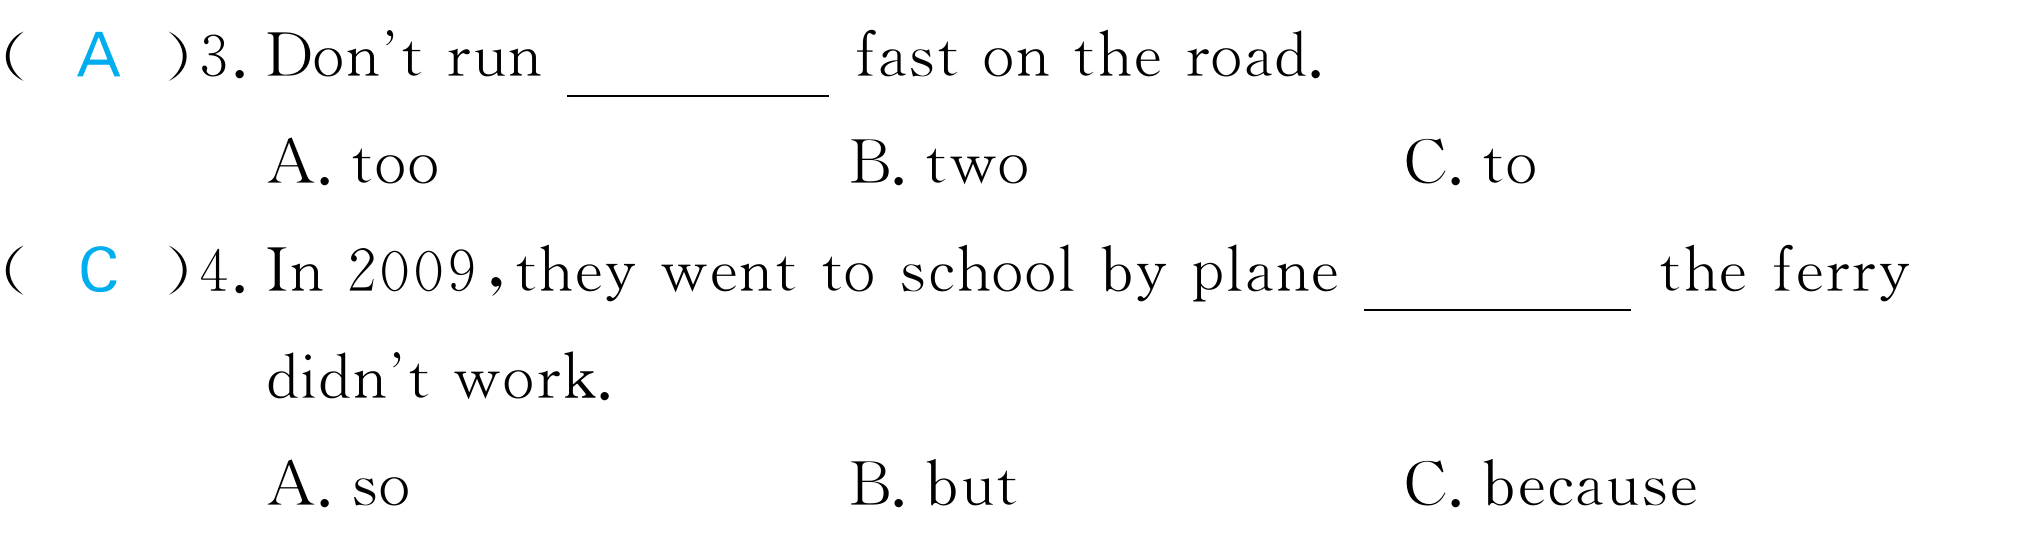 ( A )3. Don't run ________ fast on the road.
A. too B. two C. to
( C )4. In 2009,they went to school by plane ________ the ferry
didn't work.
A. so B. but C. because